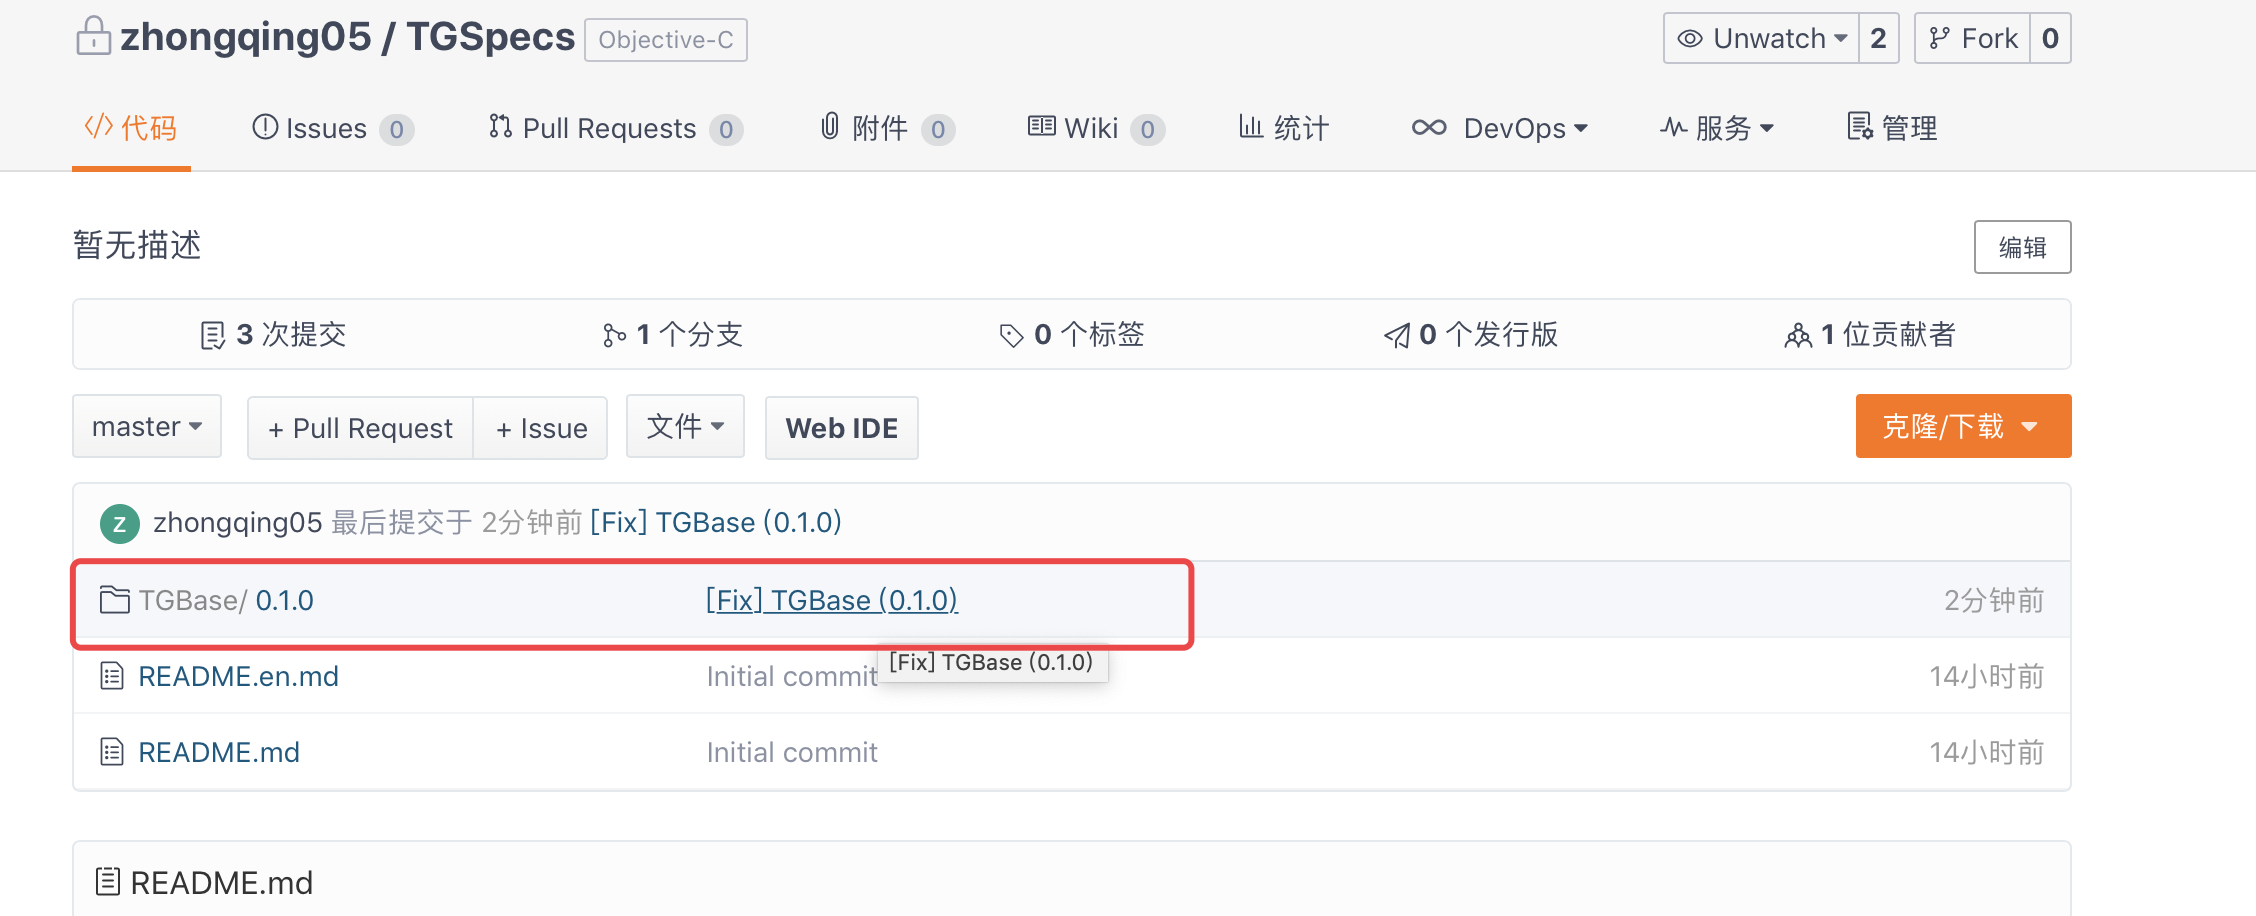 zhongqing05 / TGSpecs Objective-C Unwatch 2 Fork 0
代码 Issues 0 Pull Requests 0 附件 0 Wiki 0 统计 DevOps 服务 管理
暂无描述 编辑
3 次提交 1 个分支 0 个标签 0 个发行版 1 位贡献者
master + Pull Request + Issue 文件 Web IDE 克隆/下载
Z zhongqing05 最后提交于 2分钟前 [Fix] TGBase (0.1.0)
TGBase/ 0.1.0 [Fix] TGBase (0.1.0) 2分钟前
[Fix] TGBase (0.1.0)
README.en.md Initial commit 14小时前
README.md Initial commit 14小时前
README.md